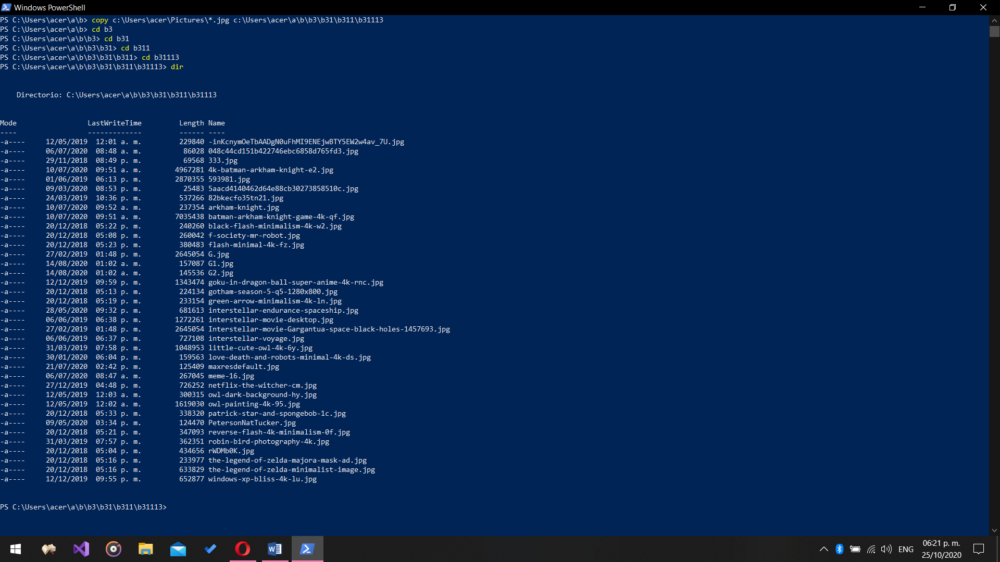 Windows PowerShell
PS C:\Users\acer\a\b> copy c:\Users\acer\Pictures\*.jpg c:\Users\acer\a\b\b3\b31\b311\b31113
PS C:\Users\acer\a\b> cd b3
PS C:\Users\acer\a\b\b3> cd b31
PS C:\Users\acer\a\b\b3\b31> cd b311
PS C:\Users\acer\a\b\b3\b31\b311> cd b31113
PS C:\Users\acer\a\b\b3\b31\b311\b31113> dir
Directorio: C:\Users\acer\a\b\b3\b31\b311\b31113
Mode LastWriteTime Length Name
---- ------------- ------ ----
-a---- 12/05/2019 12:01 a. m. 229840 -inKcnymOeTbAADgN0uFhMI9ENEjwBTY5EW2w4av_7U.jpg
-a---- 06/07/2020 08:48 a. m. 86028 048c44cd151b422746ebc6858d765fd3.jpg
-a---- 29/11/2018 08:49 p. m. 69568 333.jpg
-a---- 10/07/2020 09:51 a. m. 4967281 4k-batman-arkham-knight-e2.jpg
-a---- 01/06/2019 06:13 p. m. 2870355 593981.jpg
-a---- 09/03/2020 08:53 p. m. 25483 5aacd4140462d64e88cb30273858510c.jpg
-a---- 24/03/2019 10:36 p. m. 537266 82bkecfo35tn21.jpg
-a---- 10/07/2020 09:52 a. m. 237354 arkham-knight.jpg
-a---- 10/07/2020 09:51 a. m. 7035438 batman-arkham-knight-game-4k-qf.jpg
-a---- 20/12/2018 05:22 p. m. 240260 black-flash-minimalism-4k-w2.jpg
-a---- 20/12/2018 05:08 p. m. 260042 f-society-mr-robot.jpg
-a---- 20/12/2018 05:23 p. m. 380483 flash-minimal-4k-fz.jpg
-a---- 27/02/2019 01:48 p. m. 2645054 G.jpg
-a---- 14/08/2020 01:02 a. m. 157087 G1.jpg
-a---- 14/08/2020 01:02 a. m. 145536 G2.jpg
-a---- 12/12/2019 09:59 p. m. 1343474 goku-in-dragon-ball-super-anime-4k-rnc.jpg
-a---- 20/12/2018 05:13 p. m. 224134 gotham-season-5-q5-1280x800.jpg
-a---- 20/12/2018 05:19 p. m. 233154 green-arrow-minimalism-4k-ln.jpg
-a---- 28/05/2020 09:32 p. m. 681613 interstellar-endurance-spaceship.jpg
-a---- 06/06/2019 06:38 p. m. 1272261 interstellar-movie-desktop.jpg
-a---- 27/02/2019 01:48 p. m. 2645054 Interstellar-movie-Gargantua-space-black-holes-1457693.jpg
-a---- 06/06/2019 06:37 p. m. 727108 interstellar-voyage.jpg
-a---- 31/03/2019 07:58 p. m. 1048953 little-cute-owl-4k-6y.jpg
-a---- 30/01/2020 06:04 p. m. 159563 love-death-and-robots-minimal-4k-ds.jpg
-a---- 21/07/2020 02:42 p. m. 125409 maxresdefault.jpg
-a---- 06/07/2020 08:47 a. m. 267045 meme-16.jpg
-a---- 27/12/2019 04:48 p. m. 726252 netflix-the-witcher-cm.jpg
-a---- 12/05/2019 12:03 a. m. 300315 owl-dark-background-hy.jpg
-a---- 12/05/2019 12:02 a. m. 1619030 owl-painting-4k-95.jpg
-a---- 20/12/2018 05:33 p. m. 338320 patrick-star-and-spongebob-1c.jpg
-a---- 09/05/2020 03:34 p. m. 124470 PetersonNatTucker.jpg
-a---- 20/12/2018 05:21 p. m. 347093 reverse-flash-4k-minimalism-0f.jpg
-a---- 31/03/2019 07:57 p. m. 362351 robin-bird-photography-4k.jpg
-a---- 20/12/2018 05:04 p. m. 434656 rWDMb0K.jpg
-a---- 20/12/2018 05:16 p. m. 233977 the-legend-of-zelda-majora-mask-ad.jpg
-a---- 20/12/2018 05:16 p. m. 633829 the-legend-of-zelda-minimalist-image.jpg
-a---- 12/12/2019 09:55 p. m. 652877 windows-xp-bliss-4k-lu.jpg
PS C:\Users\acer\a\b\b3\b31\b311\b31113>
ENG
06:21 p. m.
25/10/2020